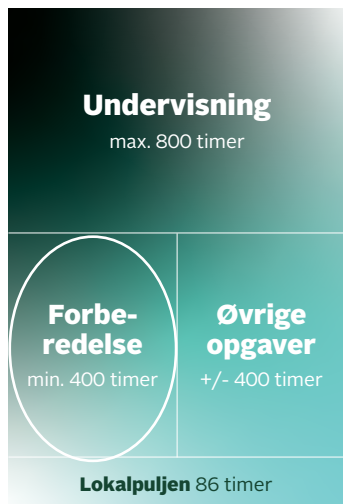 Undervisning
max. 800 timer
Forbe-
redelse
min. 400 timer
Øvrige
opgaver
+/- 400 timer
Lokalpuljen 86 timer